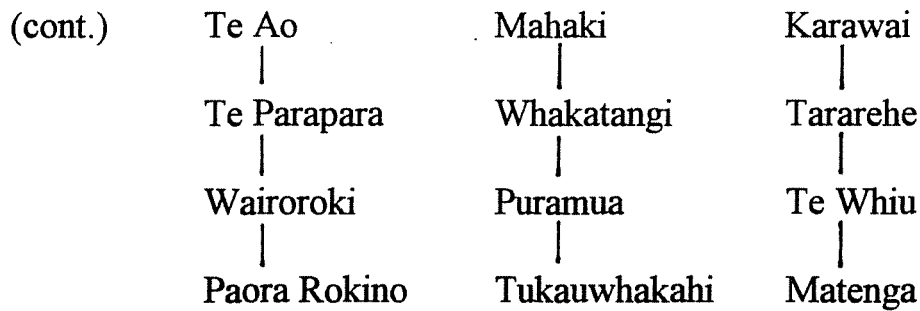 (cont.) Te Ao Mahaki Karawai
Te Parapara Whakatangi Tararehe
Wairoroki Puramua Te Whiu
Paora Rokino Tukauwhakahi Matenga